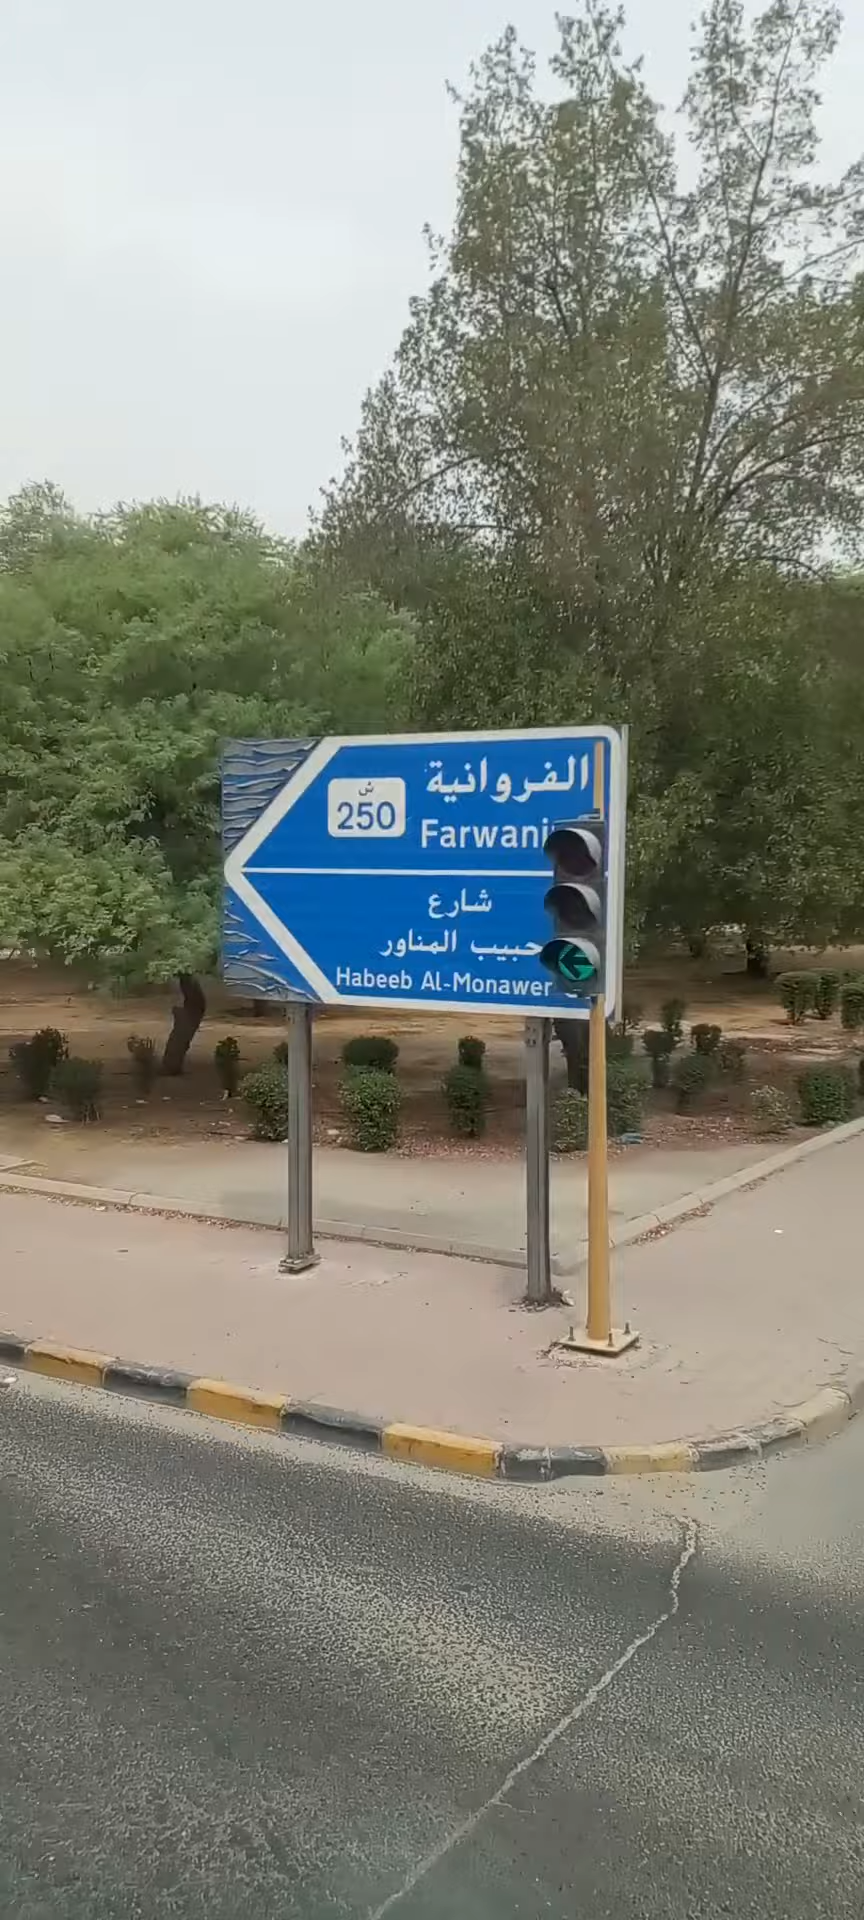 الفروانية
ش
250
Farwani
شارع
حبيب المناور
Habeeb Al-Monawer